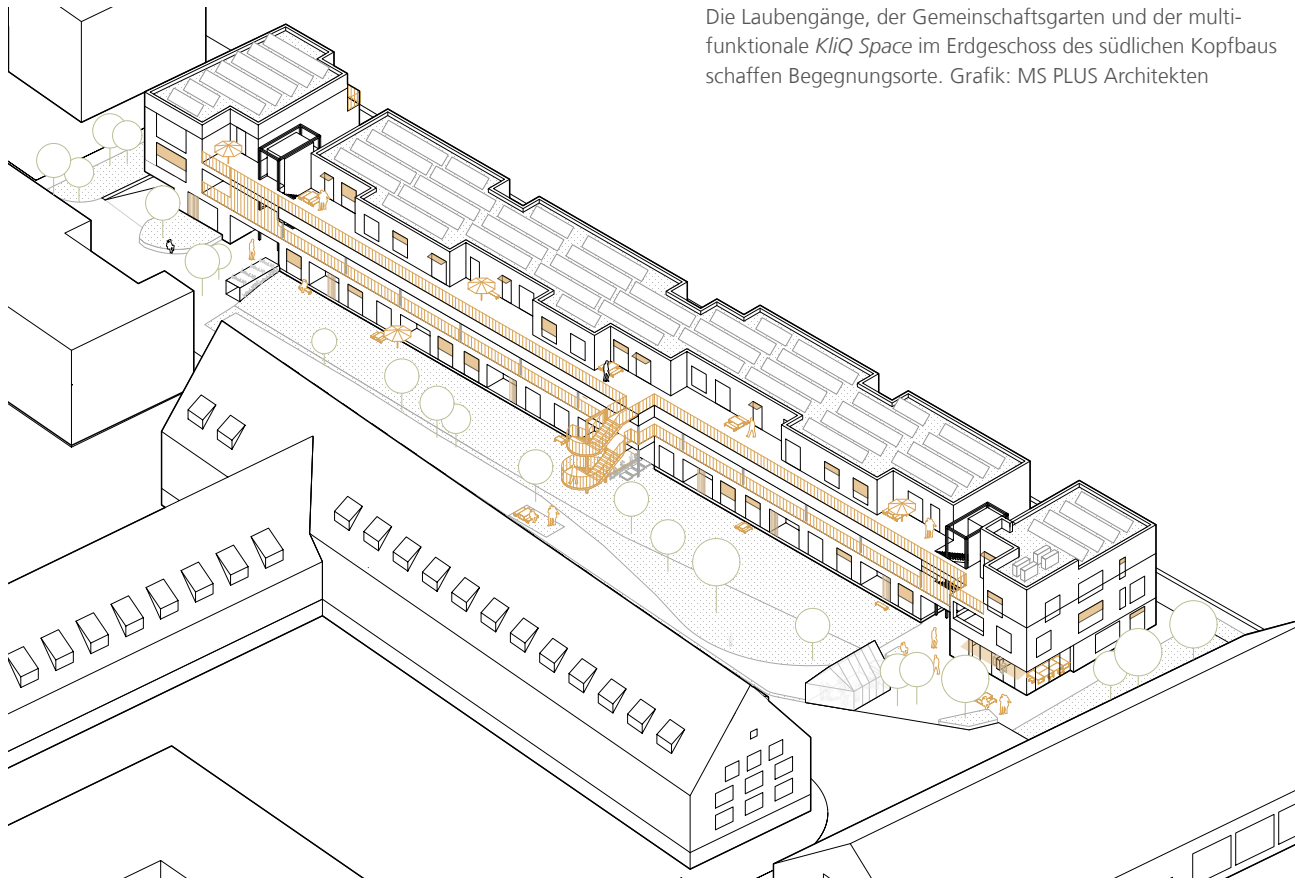 Die Laubengänge, der Gemeinschaftsgarten und der multi-
funktionale KliQ Space im Erdgeschoss des südlichen Kopfbaus
schaffen Begegnungsorte. Grafik: MS PLUS Architekten